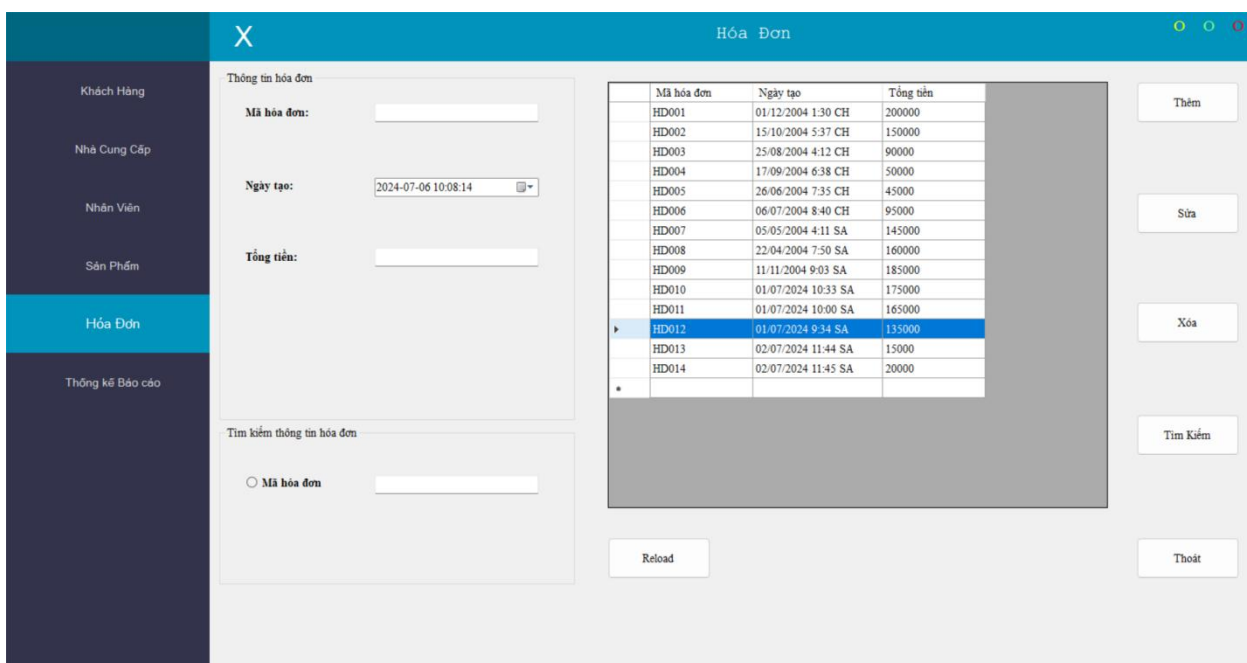 X
Hóa Đơn
O O O
Khách Hàng
Nhà Cung Cấp
Nhân Viên
Sản Phẩm
Hóa Đơn
Thống kê Báo cáo
Thông tin hóa đơn
Mã hóa đơn:
Ngày tạo: 2024-07-06 10:08:14
Tổng tiền:
Tìm kiếm thông tin hóa đơn
Mã hóa đơn
Mã hóa đơn Ngày tạo Tổng tiền
HD001 01/12/2004 1:30 CH 200000
HD002 15/10/2004 5:37 CH 150000
HD003 25/08/2004 4:12 CH 90000
HD004 17/09/2004 6:38 CH 50000
HD005 26/06/2004 7:35 CH 45000
HD006 06/07/2004 8:40 CH 95000
HD007 05/05/2004 4:11 SA 145000
HD008 22/04/2004 7:50 SA 160000
HD009 11/11/2004 9:03 SA 185000
HD010 01/07/2024 10:33 SA 175000
HD011 01/07/2024 10:00 SA 165000
HD012 01/07/2024 9:34 SA 135000
HD013 02/07/2024 11:44 SA 15000
HD014 02/07/2024 11:45 SA 20000
Reload
Thêm
Sửa
Xóa
Tìm Kiếm
Thoát